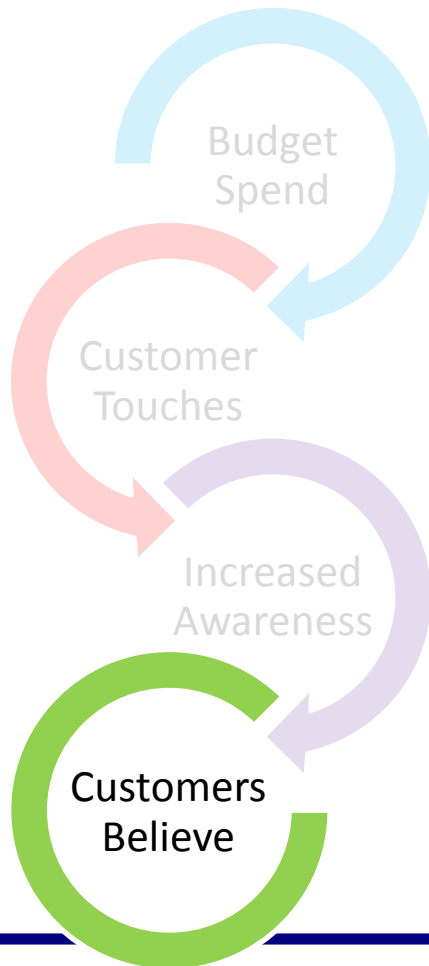 Budget
Spend
Customer
Touches
Increased
Awareness
Customers
Believe